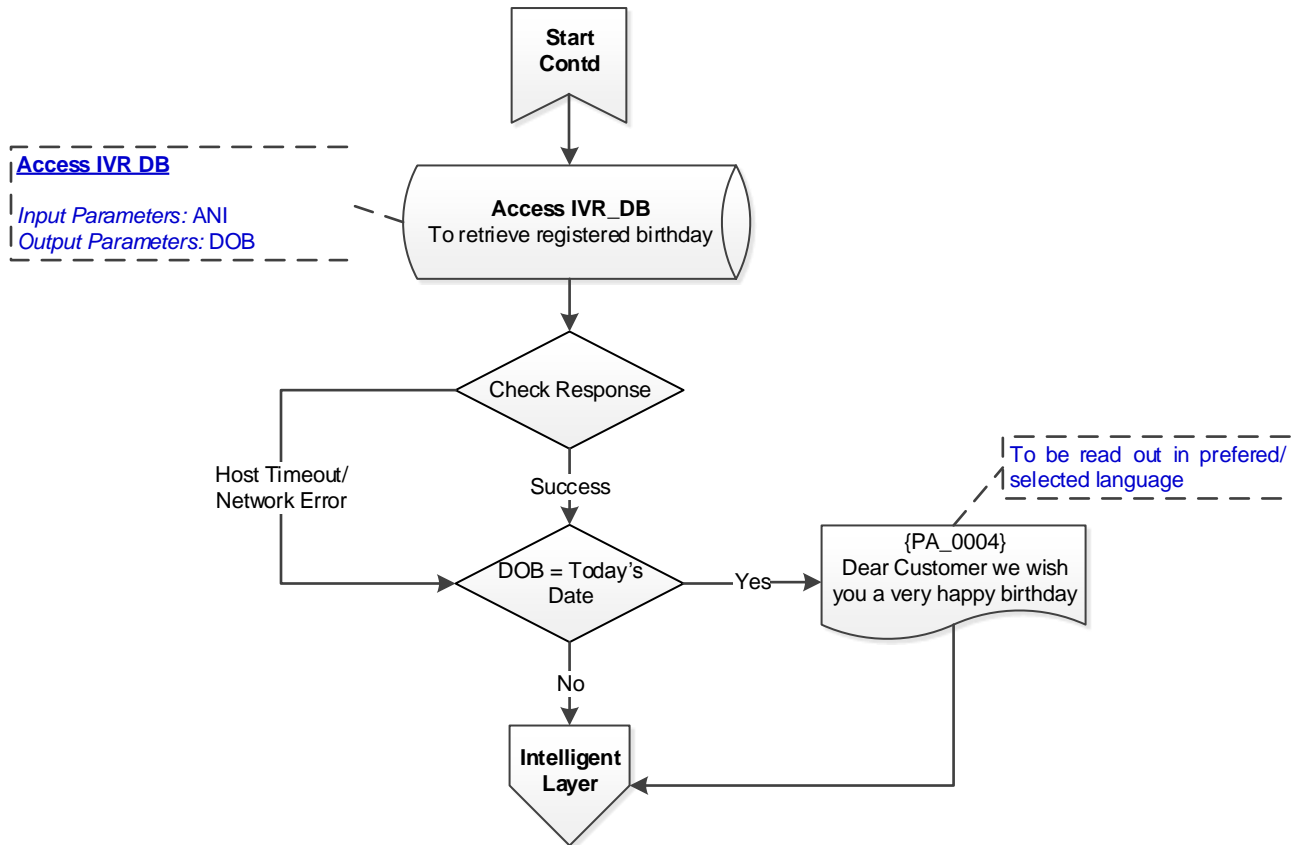 Start
Contd
Access IVR DB
Input Parameters: ANI
Output Parameters: DOB
Access IVR_DB
To retrieve registered birthday
Check Response
Host Timeout/
Network Error
Success
To be read out in prefered/
selected language
DOB = Today's
Date
Yes
{PA_0004}
Dear Customer we wish
you a very happy birthday
No
Intelligent
Layer